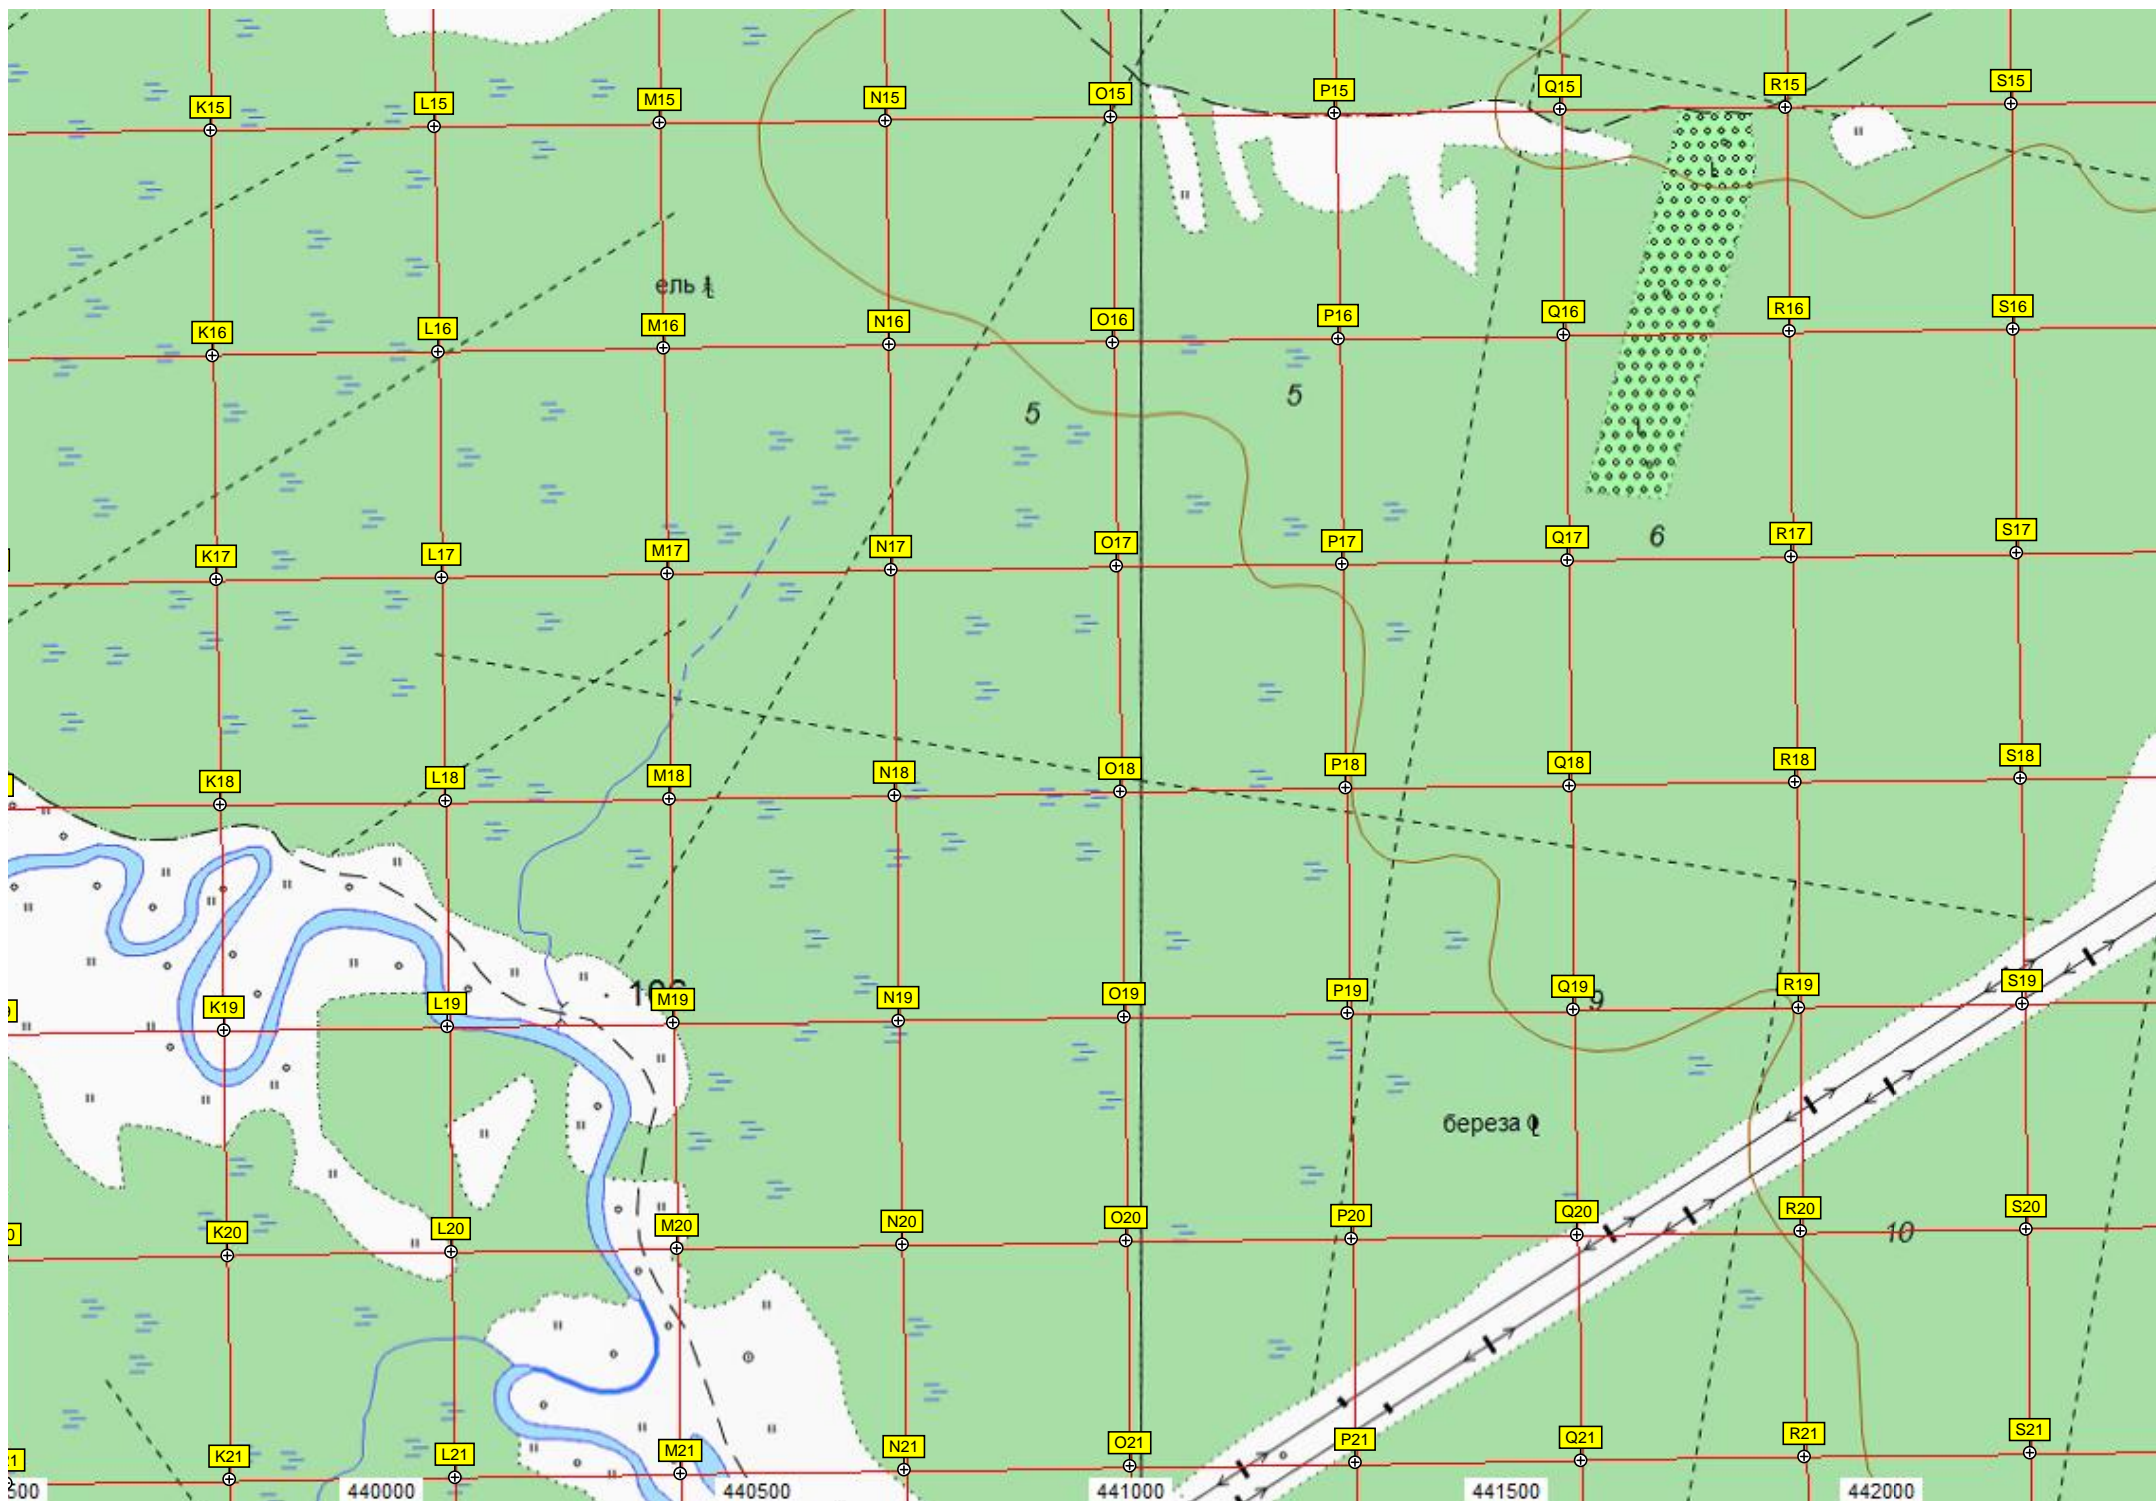 K15 L15 M15 N15 O15 P15 Q15 R15 S15
ель
K16 L16 M16 N16 O16 P16 Q16 R16 S16
5 5
6
K17 L17 M17 N17 O17 P17 Q17 R17 S17
K18 L18 M18 N18 O18 P18 Q18 R18 S18
K19 L19 M19 N19 O19 P19 Q19 9 R19 S19
береза
K20 L20 M20 N20 O20 P20 Q20 R20 10 S20
K21 L21 M21 N21 O21 P21 Q21 R21 S21
500 440000 440500 441000 441500 442000